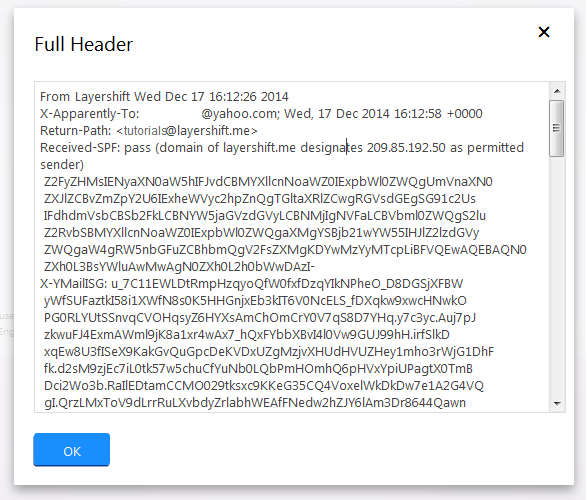 Full Header
From Layershift Wed Dec 17 16:12:26 2014
X-Apparently-To: @yahoo.com; Wed, 17 Dec 2014 16:12:58 +0000
Return-Path: <tutorials@layershift.me>
Received-SPF: pass (domain of layershift.me designates 209.85.192.50 as permitted
sender)
Z2FyZHMsIENyaXN0aW5hIFJvdCBMYXllcnNoaWZ0IExpbWl0ZWQgUmVnaXN0
ZXJlZCBvZmZpY2U6IExheWVyc2hpZnQgTGltaXRlZCwgRGVsdGEgSG91c2Us
IFdhdmVsbCBSb2FkLCBNYW5jaGVzdGVyLCBNMjIgNVFaLCBVbml0ZWQgS2lu
Z2RvbSBMYXllcnNoaWZ0IExpbWl0ZWQgaXMgYSBjb21wYW55IHJlZ2lzdGVy
ZWQgaW4gRW5nbGFuZCBhbmQgV2FsZXMgKDYwMzYyMTcpLiBFVQEwAQEBAQN0
ZXh0L3BsYWluAwMwAgN0ZXh0L2h0bWwDAzI-
X-YMailISG: u_7C11EWLDtRmpHzqyoQfW0fxfDzqYIkNPheO_D8DGSjXFBW
yWfSUFaztkI58i1XWfN8s0K5HHGnjxEb3kIT6V0NcELS_fDXqkw9xwcHNwkO
PG0RLYUtSSnvqCVOHqsyZ6HYXsAmChOmCrY0V7qS8D7YHq.y7c3yc.Auj7pJ
zkwuFJ4ExmAWml9jK8a1xr4wAx7_hQxFYbbXBvI4l0Vw9GUJ99hH.irfSlkD
xqEw8U3fISeX9KakGvQuGpcDeKVDxUZgMzjvXHUdHVUZHey1mho3rWjG1DhF
fk.d2sM9zjEc7iL0tk57w5chuCfYuNb0LQbPmHOmhQ6pHVxYpiUPagtX0TmB
Dci2Wo3b.RaIlEDtamCCMO029tksxc9KKeG35CQ4VoxelWkDkDw7e1A2G4VQ
gI.QrzLMxToV9dLrrRuLXvbdyZrlabhWEAfFNedw2hZJY6lAm3Dr8644Qawn
OK